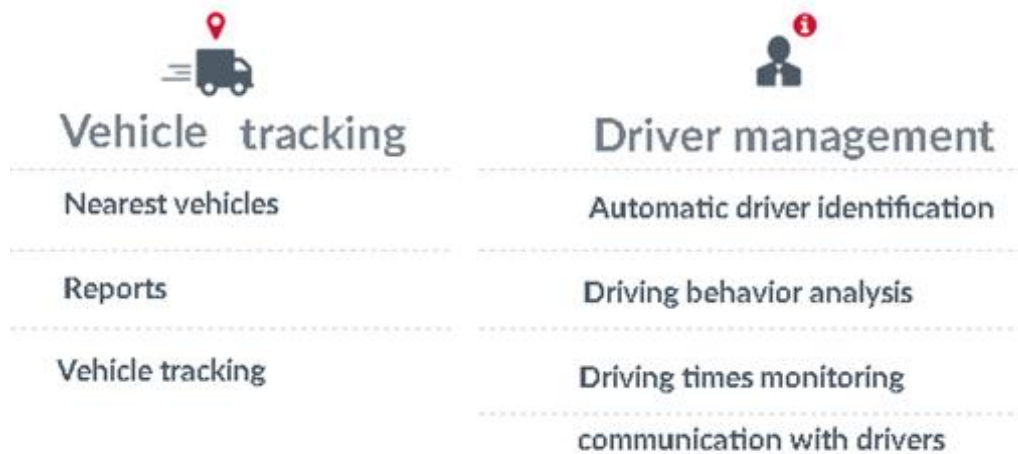 Vehicle tracking
Nearest vehicles
Reports
Vehicle tracking
Driver management
Automatic driver identification
Driving behavior analysis
Driving times monitoring
communication with drivers